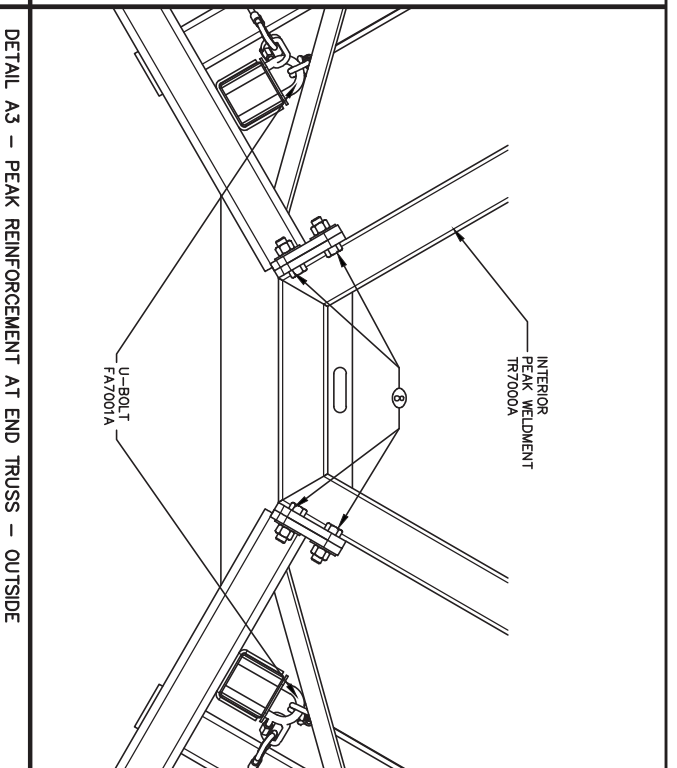 INTERIOR
PEAK WELDMENT
TR7000A
8
U-BOLT
FA7001A
DETAIL A3 - PEAK REINFORCEMENT AT END TRUSS - OUTSIDE